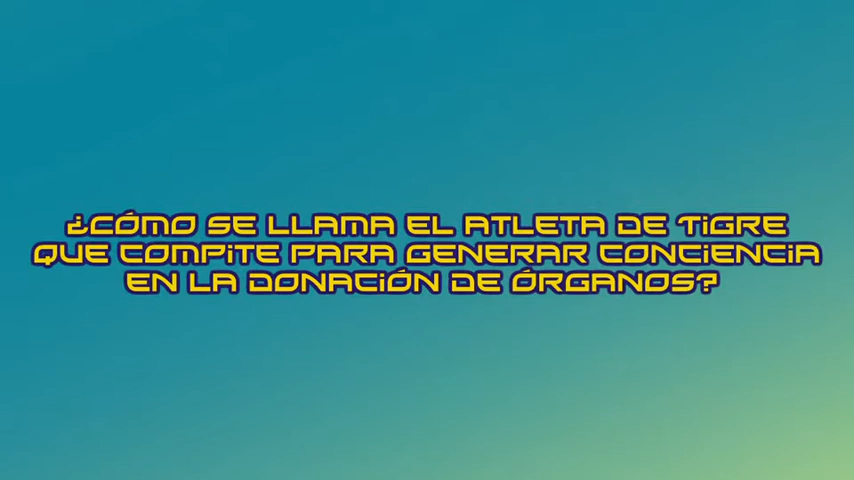 ¿CÓMO SE LLAMA EL ATLETA DE TIGRE
QUE COMPITE PARA GENERAR CONCIENCIA
EN LA DONACIÓN DE ÓRGANOS?